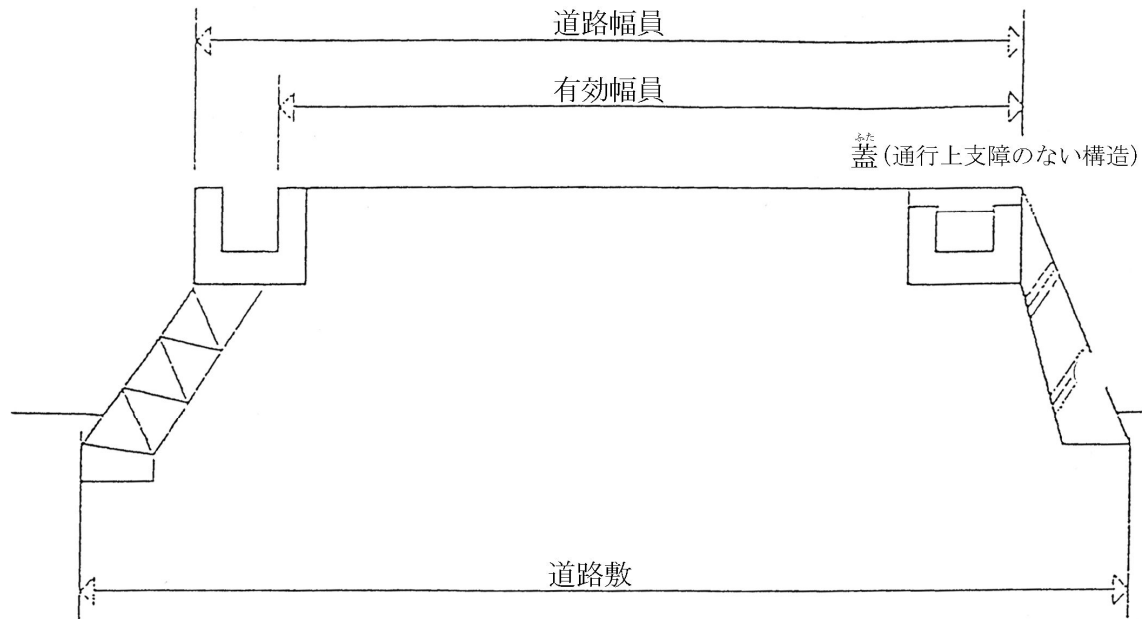 道路幅員
有効幅員
蓋(通行上支障のない構造)
ふた
道路敷